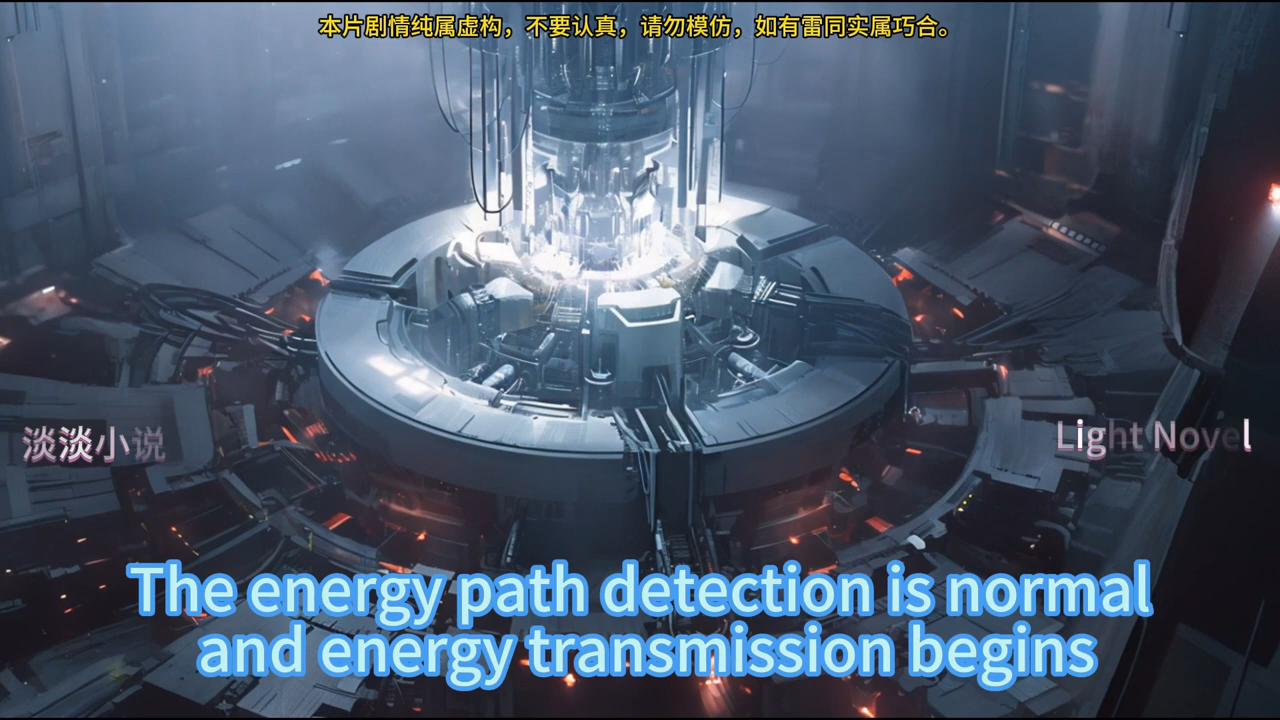 本片剧情纯属虚构，不要认真，请勿模仿，如有雷同实属巧合。
淡淡小说
Light Novel
The energy path detection is normal
and energy transmission begins